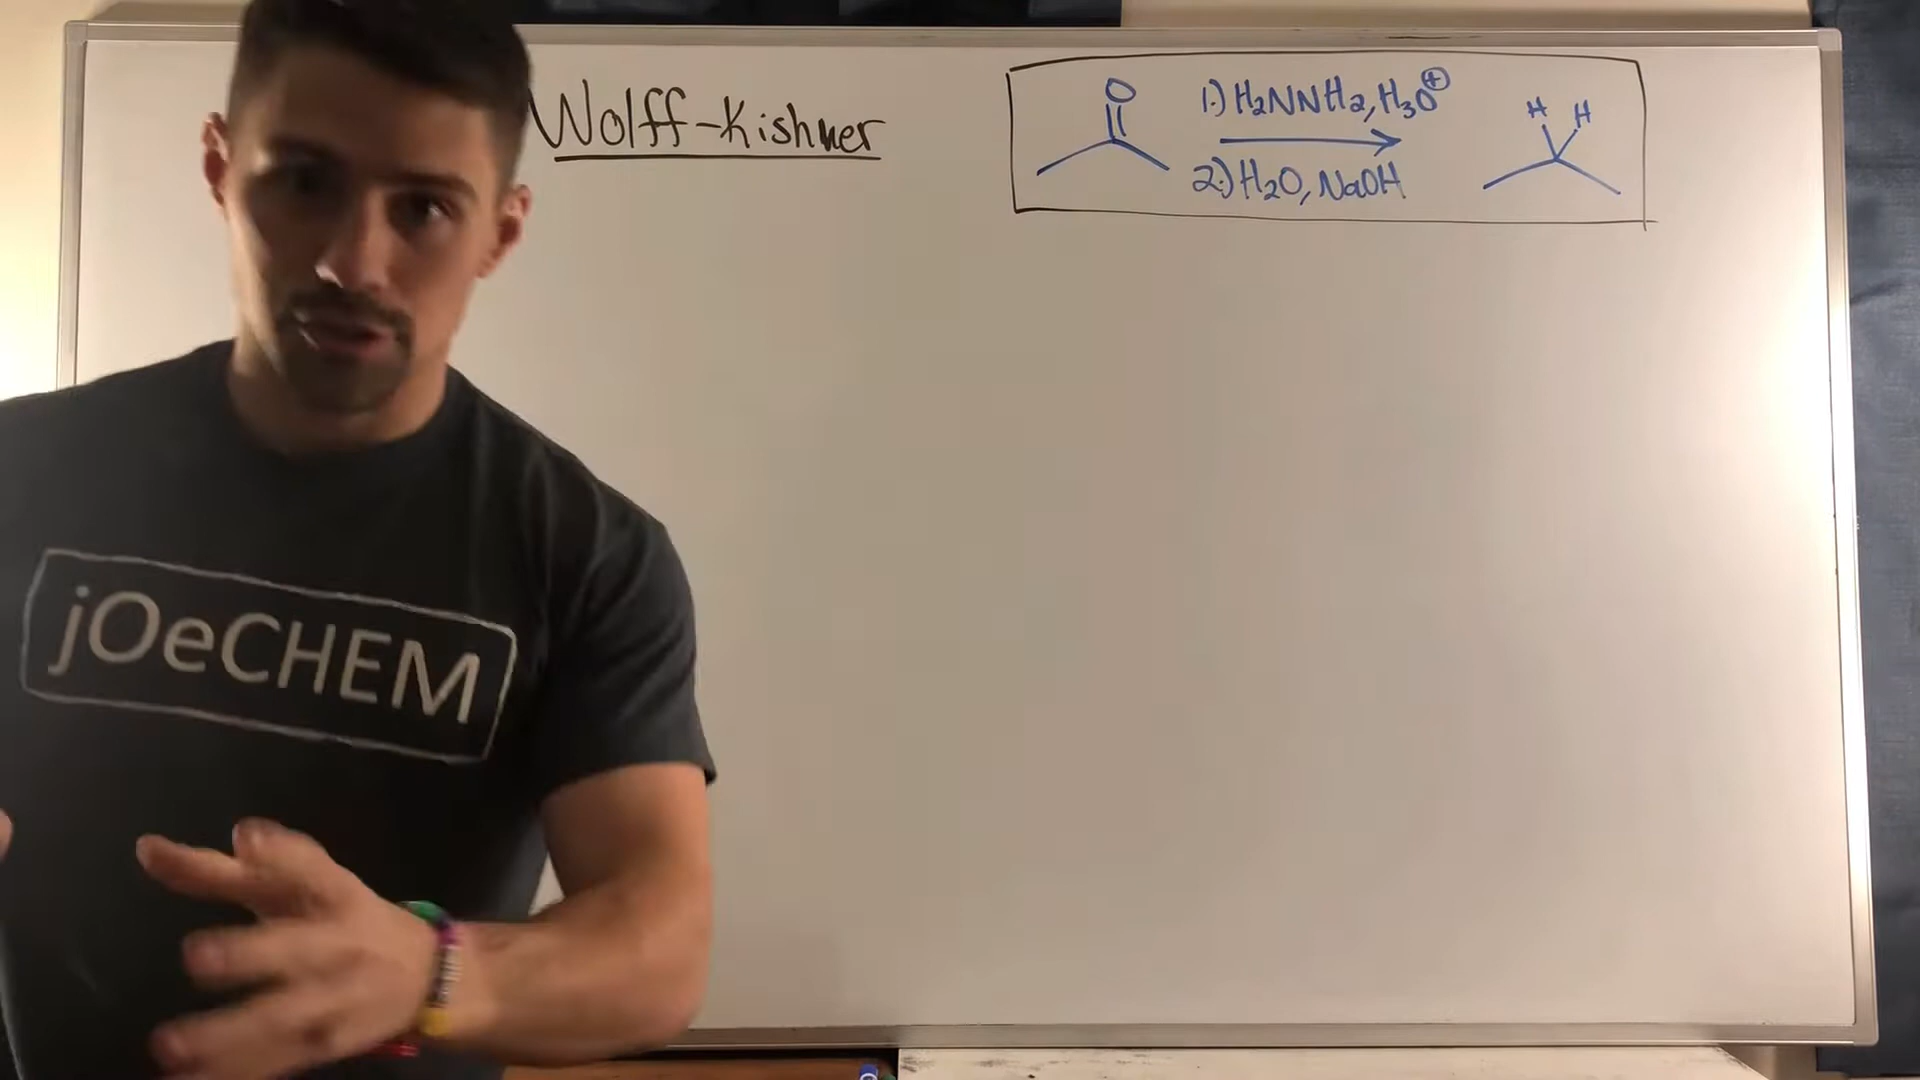 Wolff-Kishner
O
1.) H₂NNH₂, H₃O⊕
2.) H₂O, NaOH
H H
jOeCHEM